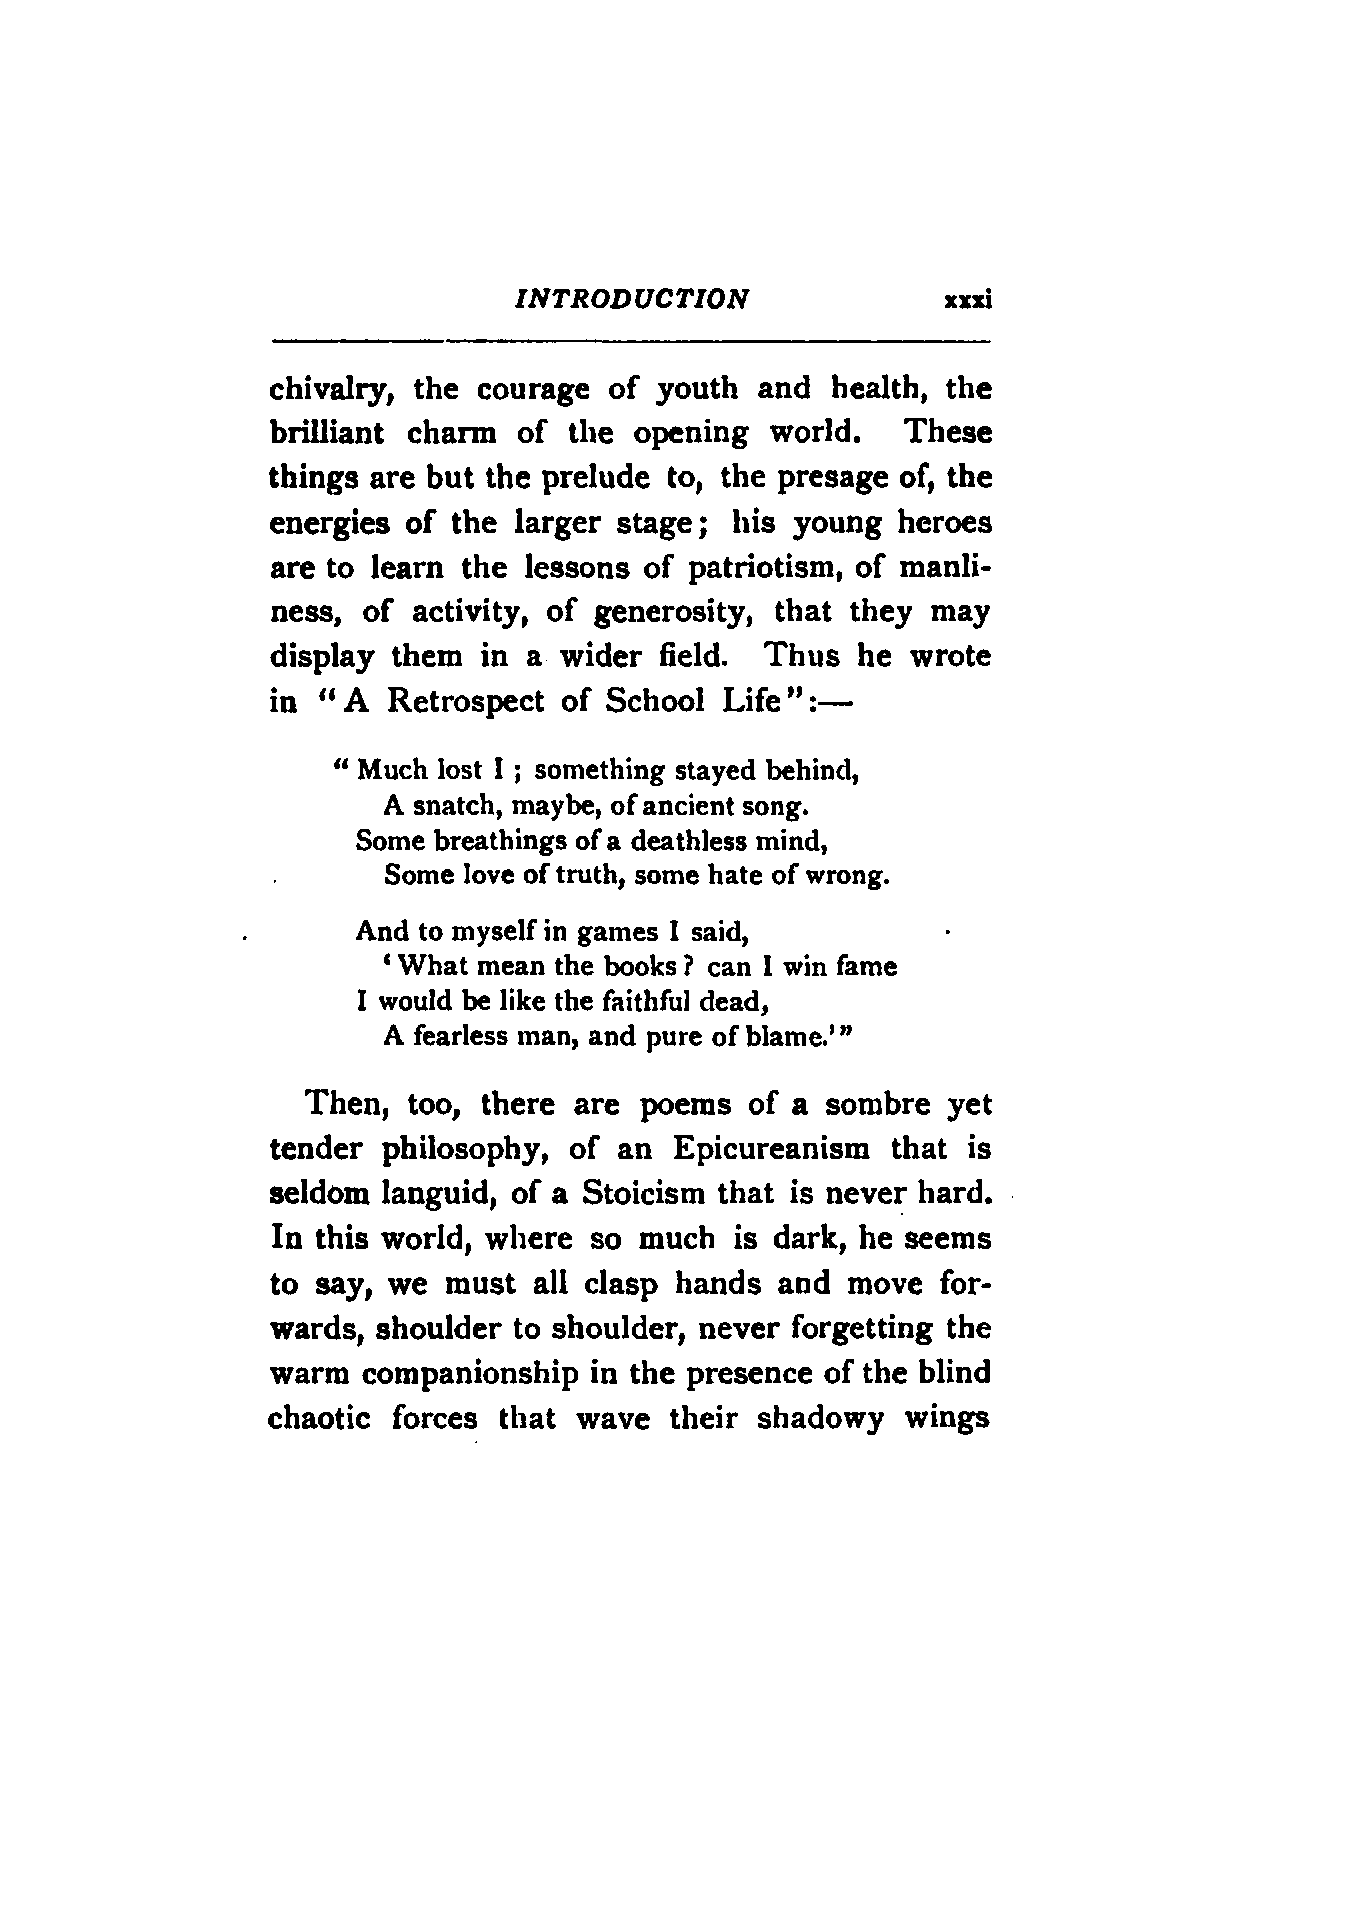 INTRODUCTION xxxi
chivalry, the courage of youth and health, the
brilliant charm of the opening world. These
things are but the prelude to, the presage of, the
energies of the larger stage; his young heroes
are to learn the lessons of patriotism, of manli-
ness, of activity, of generosity, that they may
display them in a wider field. Thus he wrote
in "A Retrospect of School Life":—
"Much lost I; something stayed behind,
A snatch, maybe, of ancient song.
Some breathings of a deathless mind,
Some love of truth, some hate of wrong.
And to myself in games I said,
'What mean the books? can I win fame
I would be like the faithful dead,
A fearless man, and pure of blame.'"
Then, too, there are poems of a sombre yet
tender philosophy, of an Epicureanism that is
seldom languid, of a Stoicism that is never hard.
In this world, where so much is dark, he seems
to say, we must all clasp hands and move for-
wards, shoulder to shoulder, never forgetting the
warm companionship in the presence of the blind
chaotic forces that wave their shadowy wings